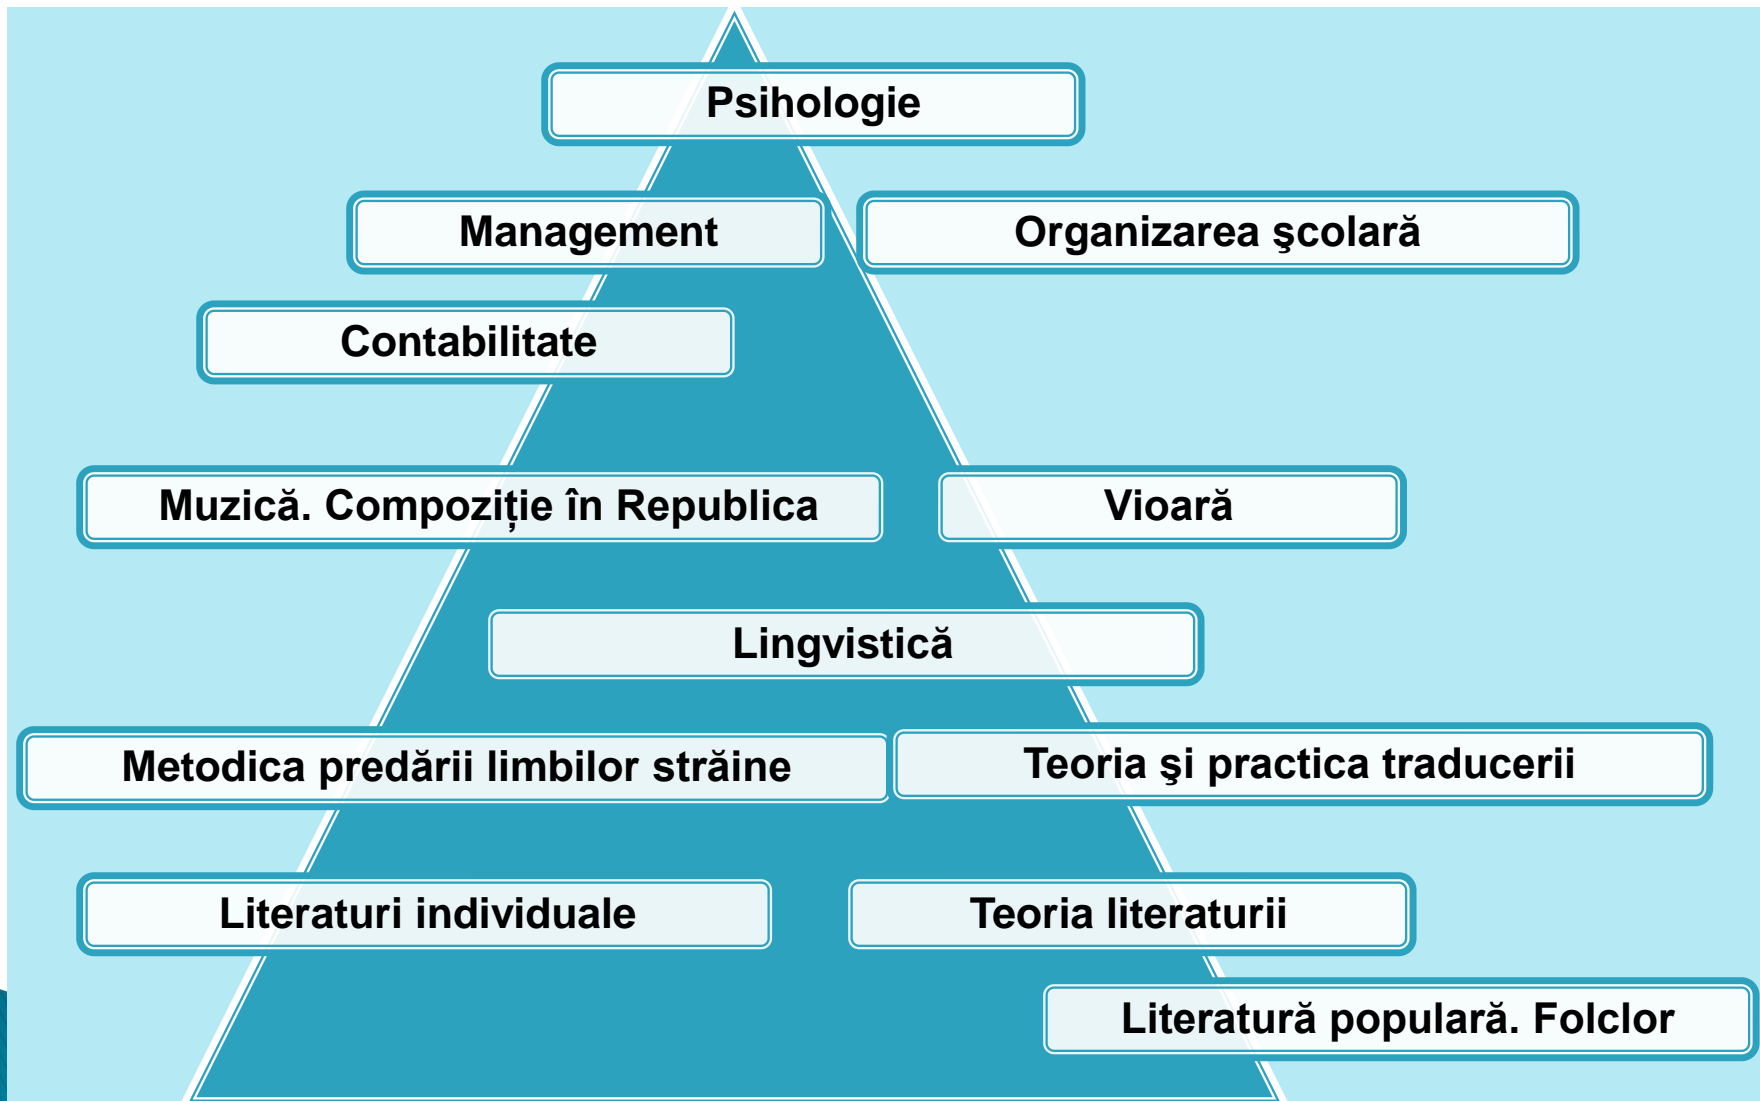 Psihologie
Management
Organizarea şcolară
Contabilitate
Muzică. Compoziție în Republica
Vioară
Lingvistică
Metodica predării limbilor străine
Teoria şi practica traducerii
Literaturi individuale
Teoria literaturii
Literatură populară. Folclor